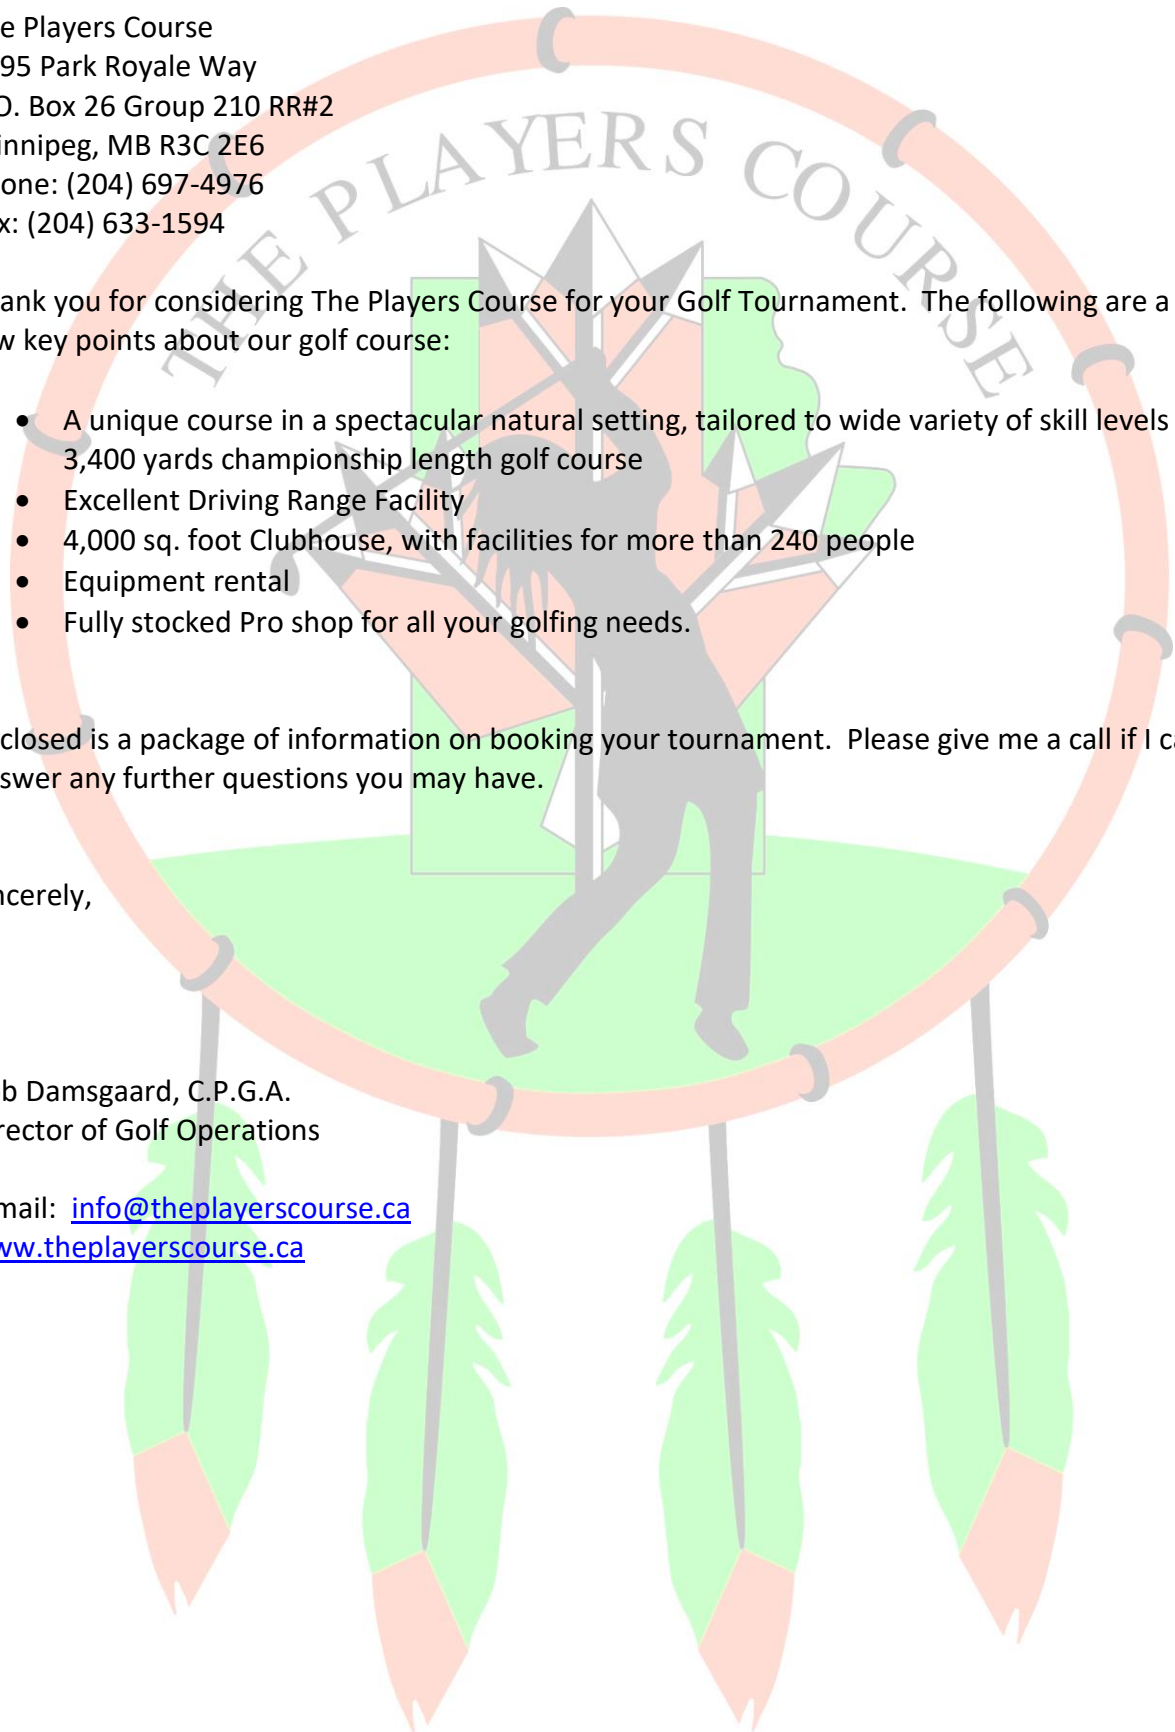 e Players Course
95 Park Royale Way
O. Box 26 Group 210 RR#2
innipeg, MB R3C 2E6
one: (204) 697-4976
x: (204) 633-1594
THE PLAYERS COURSE
ank you for considering The Players Course for your Golf Tournament.  The following are a
w key points about our golf course:
• A unique course in a spectacular natural setting, tailored to wide variety of skill levels
3,400 yards championship length golf course
• Excellent Driving Range Facility
• 4,000 sq. foot Clubhouse, with facilities for more than 240 people
• Equipment rental
• Fully stocked Pro shop for all your golfing needs.
closed is a package of information on booking your tournament.  Please give me a call if I ca
swer any further questions you may have.
ncerely,
b Damsgaard, C.P.G.A.
rector of Golf Operations
mail:  info@theplayerscourse.ca
ww.theplayerscourse.ca